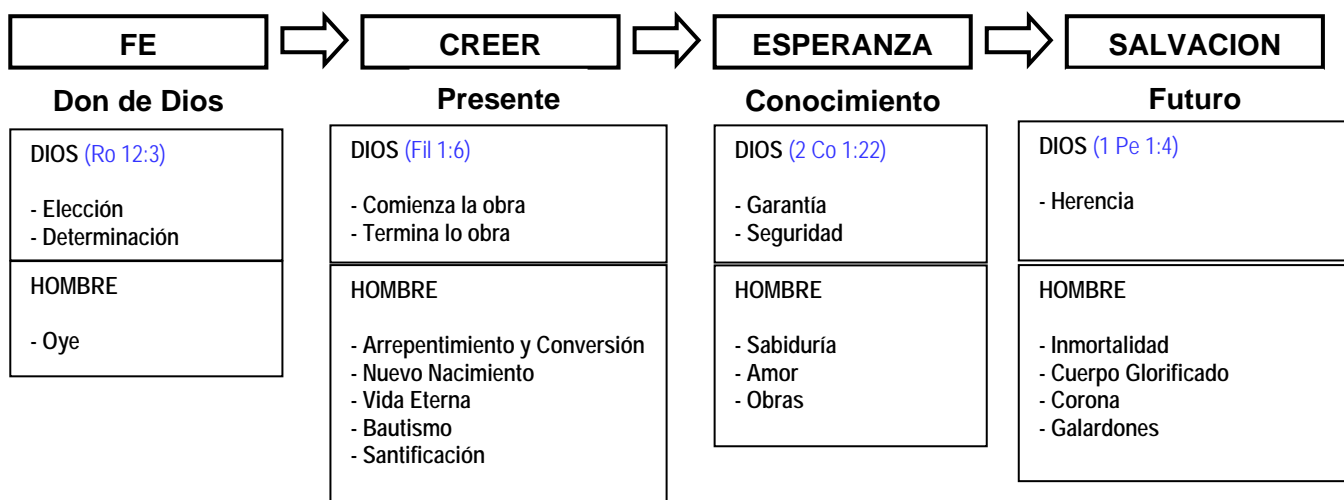 FE
CREER
ESPERANZA
SALVACION
Don de Dios
Presente
Conocimiento
Futuro
DIOS (Ro 12:3)
- Elección
- Determinación
HOMBRE
- Oye
DIOS (Fil 1:6)
- Comienza la obra
- Termina lo obra
HOMBRE
- Arrepentimiento y Conversión
- Nuevo Nacimiento
- Vida Eterna
- Bautismo
- Santificación
DIOS (2 Co 1:22)
- Garantía
- Seguridad
HOMBRE
- Sabiduría
- Amor
- Obras
DIOS (1 Pe 1:4)
- Herencia
HOMBRE
- Inmortalidad
- Cuerpo Glorificado
- Corona
- Galardones